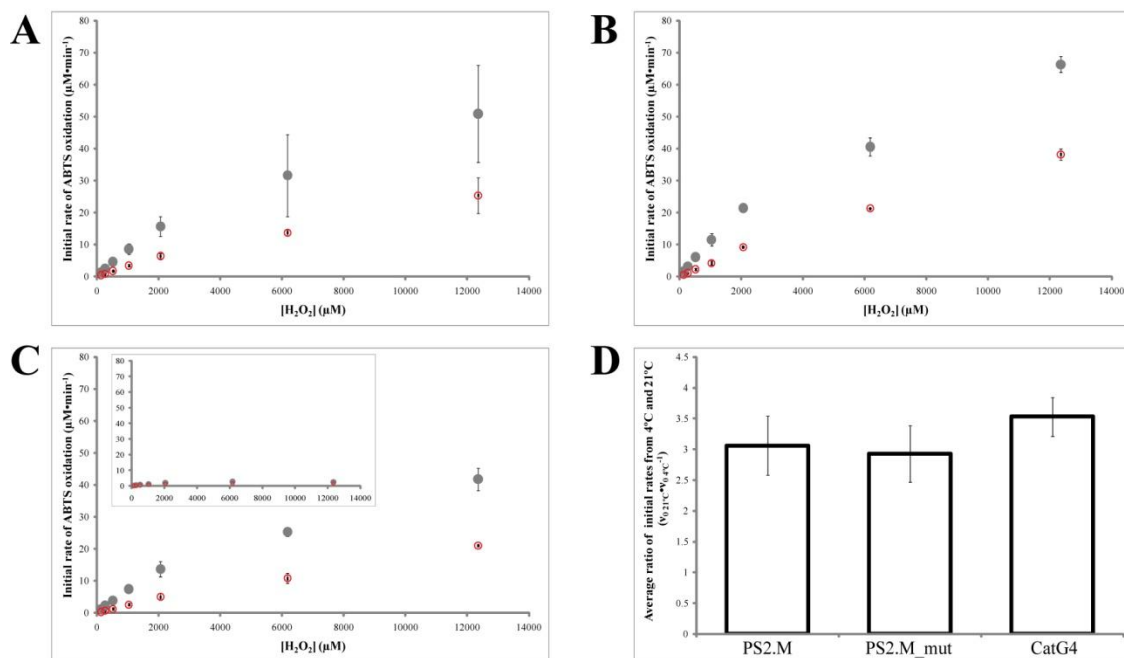 A
Initial rate of ABTS oxidation (µM•min⁻¹)
80
70
60
50
40
30
20
10
0
0 2000 4000 6000 8000 10000 12000 14000
[H₂O₂] (µM)
B
Initial rate of ABTS oxidation (µM•min⁻¹)
80
70
60
50
40
30
20
10
0
0 2000 4000 6000 8000 10000 12000 14000
[H₂O₂] (µM)
C
Initial rate of ABTS oxidation (µM•min⁻¹)
80
70
60
50
40
30
20
10
0
0 2000 4000 6000 8000 10000 12000 14000
[H₂O₂] (µM)
80
70
60
50
40
30
20
10
0
0 2000 4000 6000 8000 10000 12000 14000
D
Average ratio of initial rates from 4°C and 21°C
(v₀ ₂₁°C•v₀ ₄°C⁻¹)
4.5
4
3.5
3
2.5
2
1.5
1
0.5
0
PS2.M PS2.M_mut CatG4